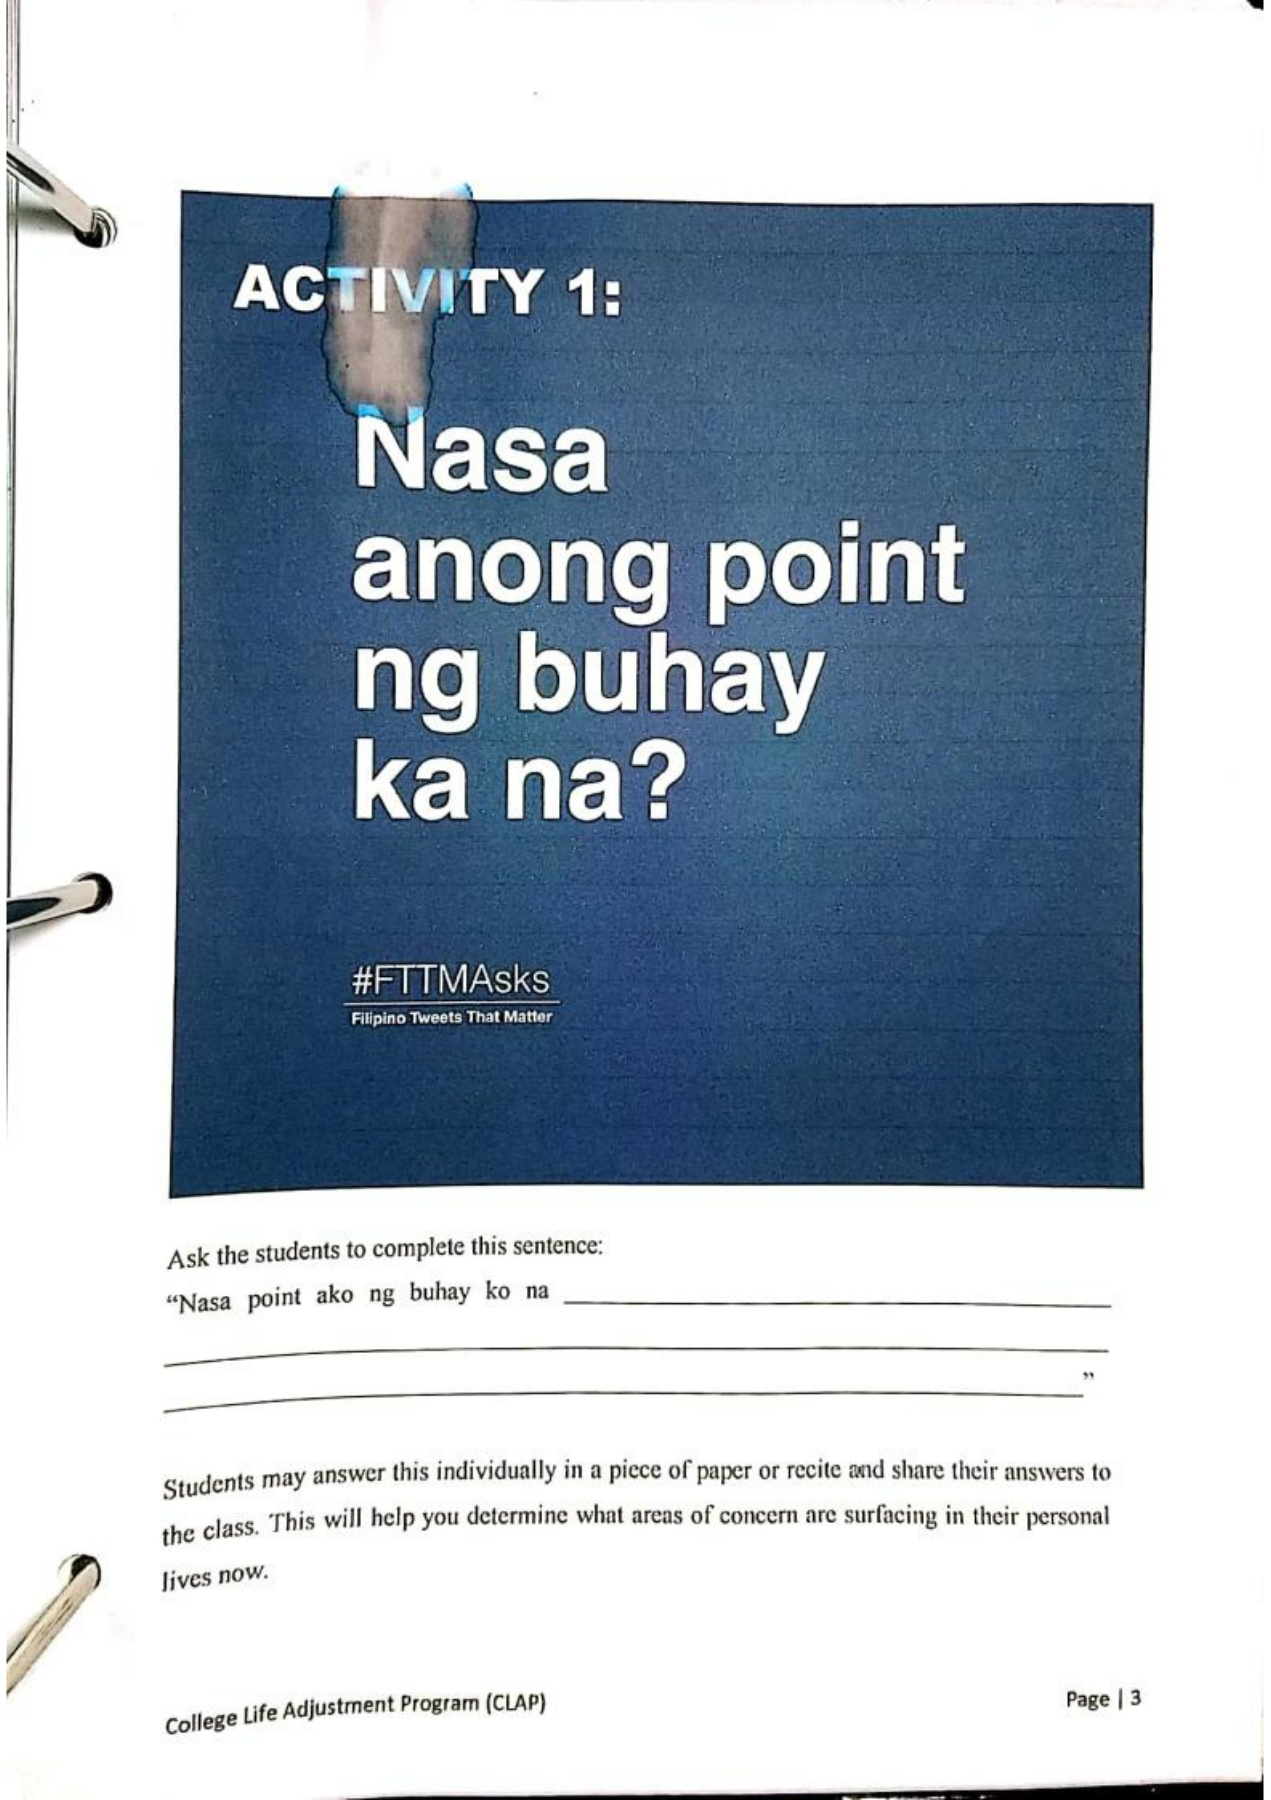 ACTIVITY 1:
Nasa
anong point
ng buhay
ka na?
#FTTMAsks
Filipino Tweets That Matter
Ask the students to complete this sentence:
“Nasa point ako ng buhay ko na
”
Students may answer this individually in a piece of paper or recite and share their answers to
the class. This will help you determine what areas of concern are surfacing in their personal
lives now.
College Life Adjustment Program (CLAP)
Page | 3